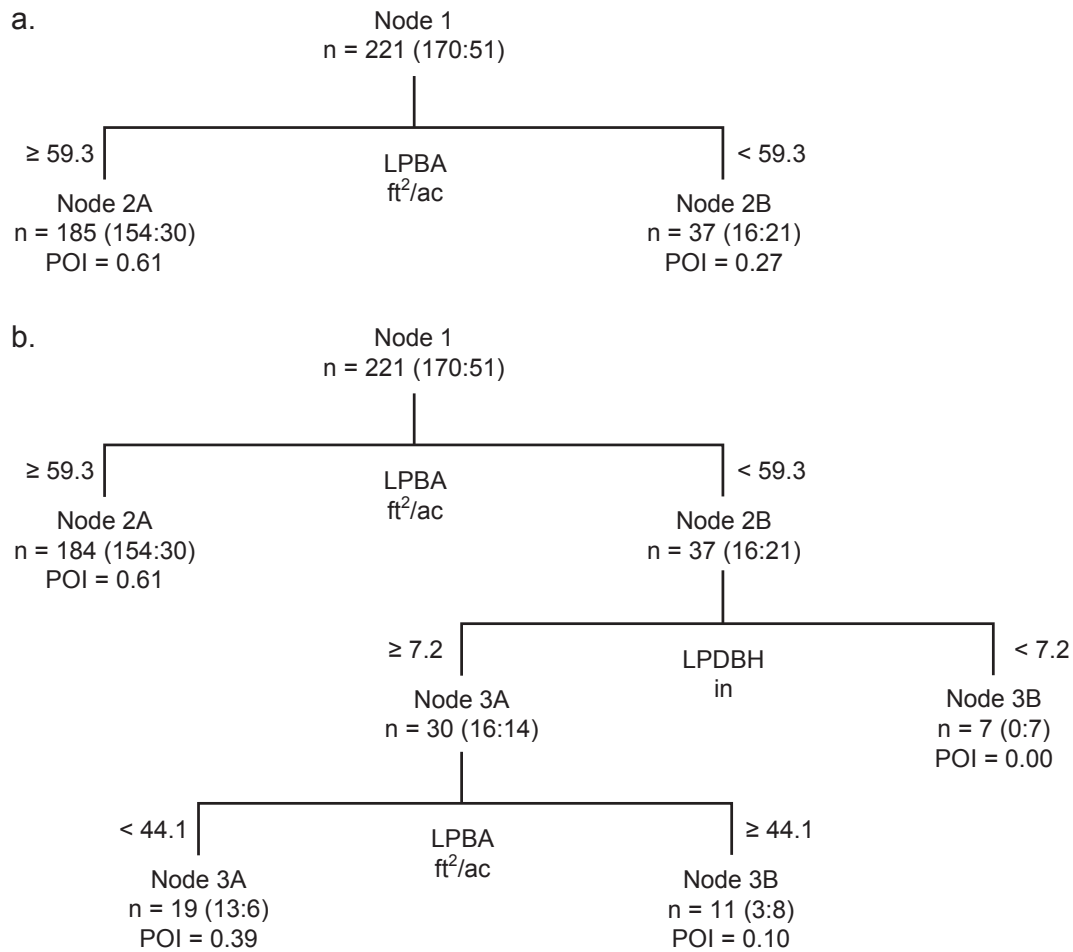 a.
Node 1
n = 221 (170:51)
≥ 59.3
LPBA
ft²/ac
< 59.3
Node 2A
n = 185 (154:30)
POI = 0.61
Node 2B
n = 37 (16:21)
POI = 0.27
b.
Node 1
n = 221 (170:51)
≥ 59.3
LPBA
ft²/ac
< 59.3
Node 2A
n = 184 (154:30)
POI = 0.61
Node 2B
n = 37 (16:21)
≥ 7.2
LPDBH
in
< 7.2
Node 3A
n = 30 (16:14)
Node 3B
n = 7 (0:7)
POI = 0.00
< 44.1
LPBA
ft²/ac
≥ 44.1
Node 3A
n = 19 (13:6)
POI = 0.39
Node 3B
n = 11 (3:8)
POI = 0.10